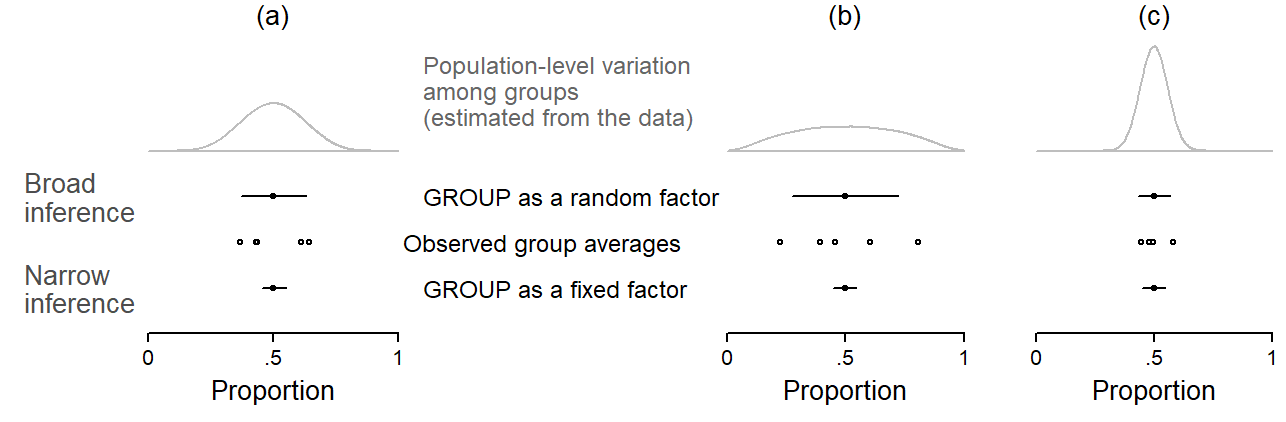 (a)
(b)
(c)
Population-level variation
among groups
(estimated from the data)
Broad
inference
GROUP as a random factor
Observed group averages
Narrow
inference
GROUP as a fixed factor
0 .5 1
0 .5 1
0 .5 1
Proportion
Proportion
Proportion